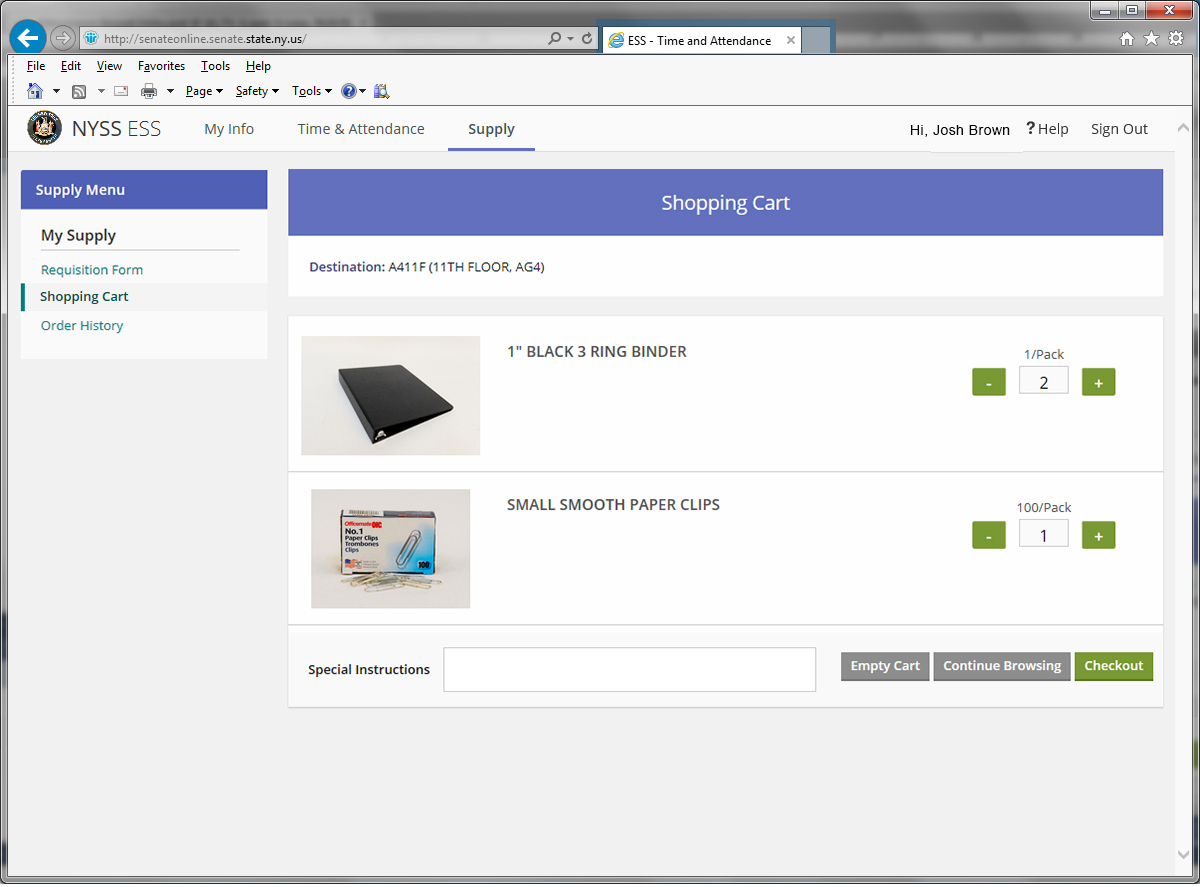 http://senateonline.senate.state.ny.us/
ESS - Time and Attendance
File Edit View Favorites Tools Help
Page Safety Tools
NYSS ESS My Info Time & Attendance Supply Hi, Josh Brown ? Help Sign Out
Supply Menu
My Supply
Requisition Form
Shopping Cart
Order History
Shopping Cart
Destination: A411F (11TH FLOOR, AG4)
1" BLACK 3 RING BINDER
1/Pack
- 2 +
SMALL SMOOTH PAPER CLIPS
100/Pack
- 1 +
Officemate OIC
No.1
Paper Clips
Trombones
Clips
100
Special Instructions
Empty Cart Continue Browsing Checkout